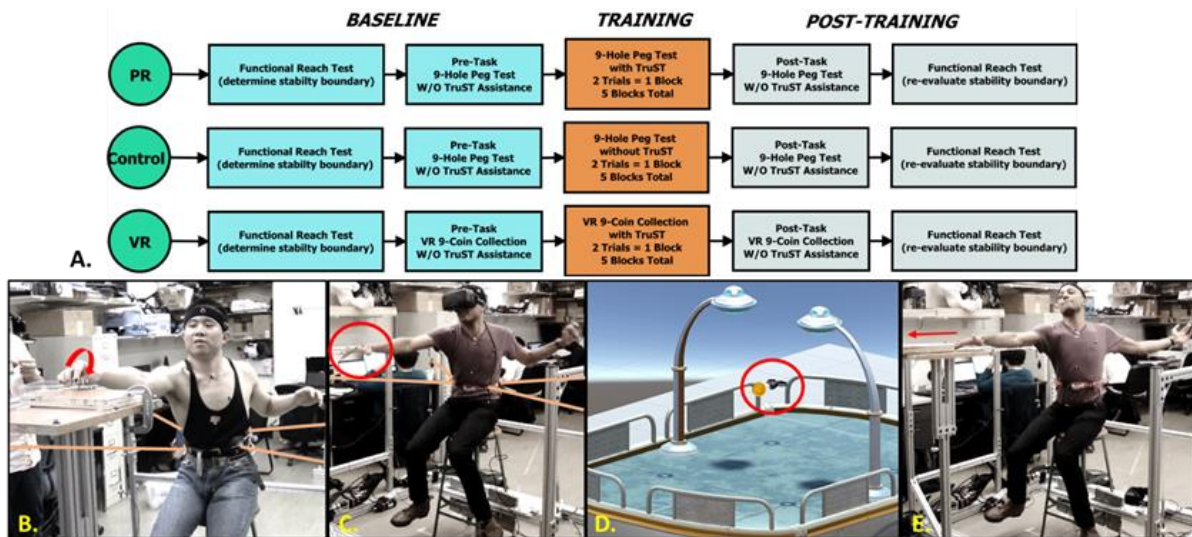 BASELINE TRAINING POST-TRAINING
PR
Functional Reach Test
(determine stabilty boundary)
Pre-Task
9-Hole Peg Test
W/O TruST Assistance
9-Hole Peg Test
with TruST
2 Trials = 1 Block
5 Blocks Total
Post-Task
9-Hole Peg Test
W/O TruST Assistance
Functional Reach Test
(re-evaluate stability boundary)
Control
Functional Reach Test
(determine stabilty boundary)
Pre-Task
9-Hole Peg Test
W/O TruST Assistance
9-Hole Peg Test
without TruST
2 Trials = 1 Block
5 Blocks Total
Post-Task
9-Hole Peg Test
W/O TruST Assistance
Functional Reach Test
(re-evaluate stability boundary)
VR
Functional Reach Test
(determine stabilty boundary)
Pre-Task
VR 9-Coin Collection
W/O TruST Assistance
VR 9-Coin Collection
with TruST
2 Trials = 1 Block
5 Blocks Total
Post-Task
VR 9-Coin Collection
W/O TruST Assistance
Functional Reach Test
(re-evaluate stability boundary)
A.
B.
C.
D.
E.